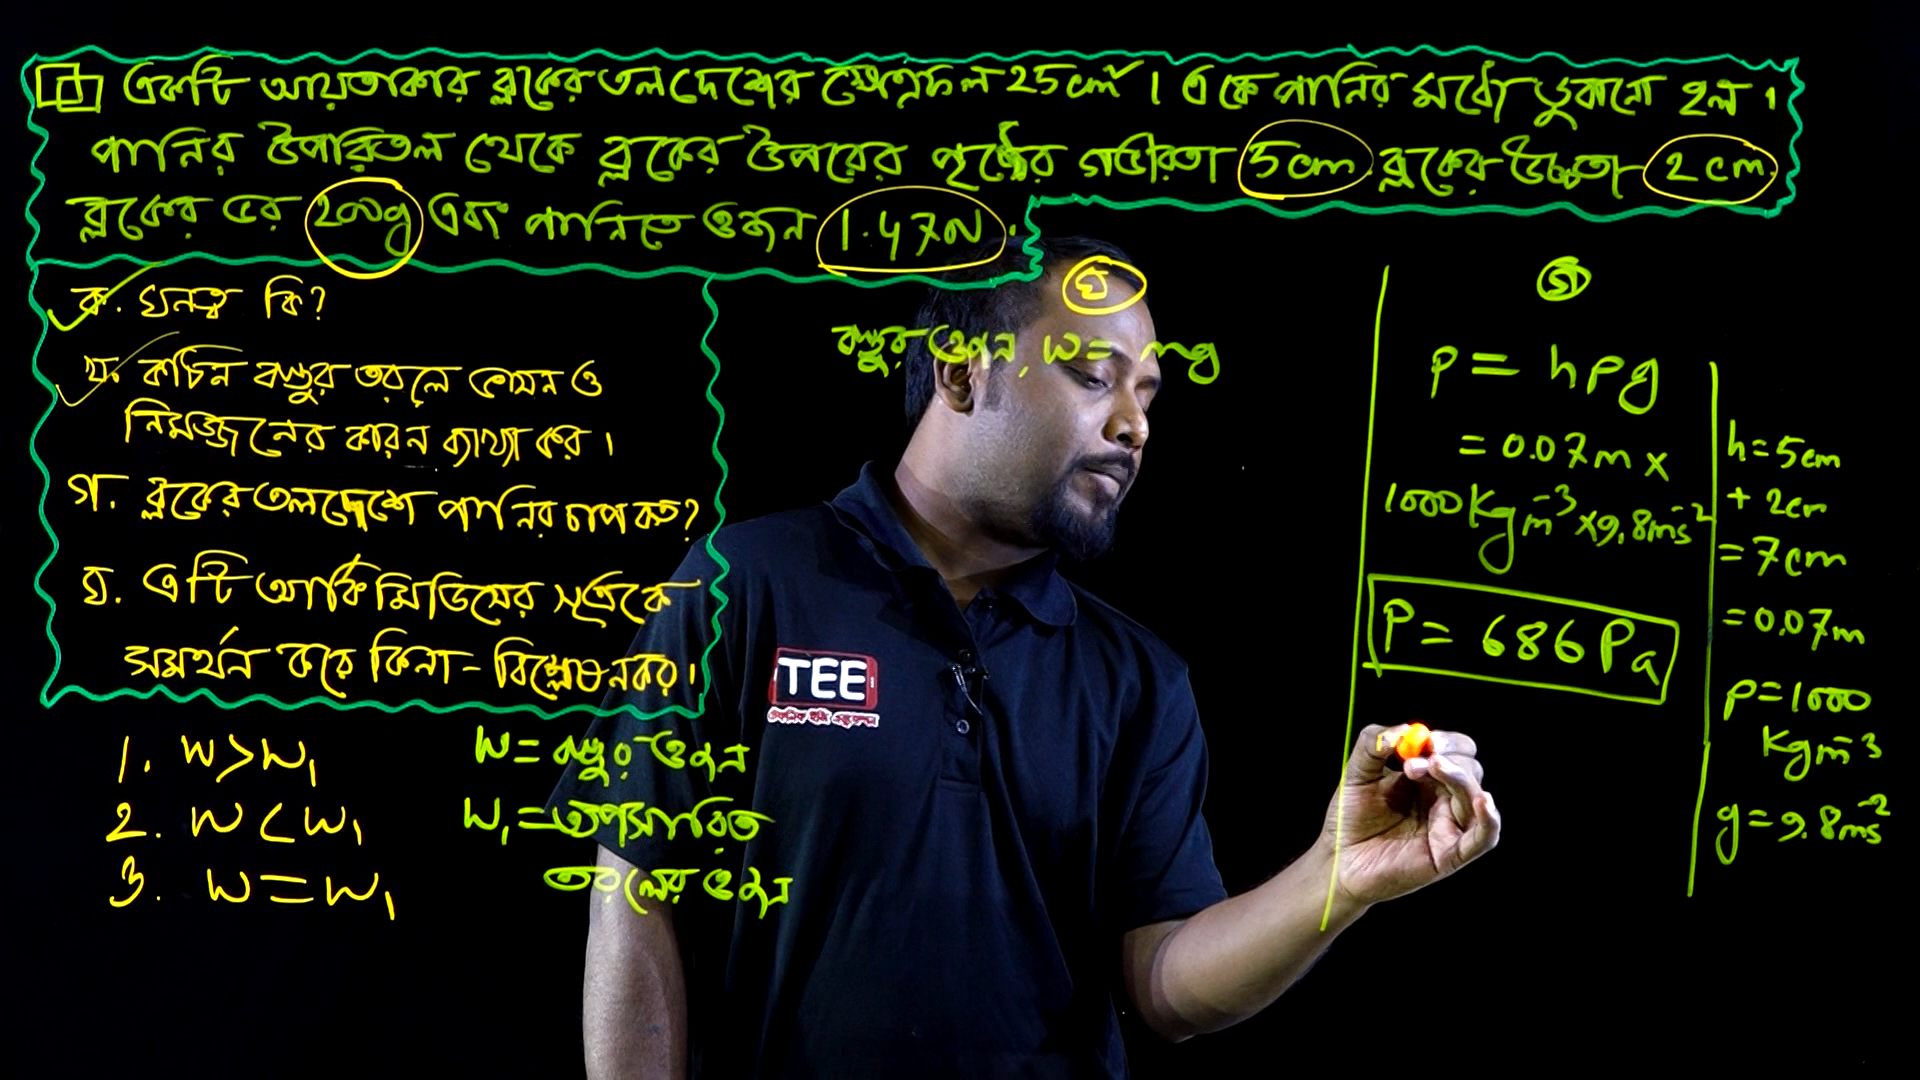 একটি আয়তাকার ব্লকের তলদেশের ক্ষেত্রফল 25cm²। একে পানির মধ্যে ডুবানো হল।
পানির উপরিতল থেকে ব্লকের উপরের পৃষ্ঠের গভীরতা 5cm. ব্লকের উচ্চতা 2cm.
ব্লকের ভর 200g এবং পানিতে ওজন 1.47N.
ক. ঘনত্ব কি?
খ. কঠিন বস্তুর তরলে ভাসন ও
নিমজ্জনের কারন ব্যাখ্যা কর।
গ. ব্লকের তলদেশে পানির চাপ কত?
ঘ. এটি আর্কিমিডিসের সূত্রকে
সমর্থন করে কিনা - বিশ্লেষন কর।
1. W>W₁
2. W<W₁
3. W=W₁
W = বস্তুর ওজন
W₁ = অপসারিত
তরলের ওজন
ঘ
বস্তুর ওজন, W = mg
গ
P = hρg
= 0.07m ×
1000Kgm⁻³×9.8ms⁻²
P = 686 Pa
h=5cm
+ 2cm
=7cm
=0.07m
ρ=1000
Kgm⁻³
g=9.8ms⁻²
TEE